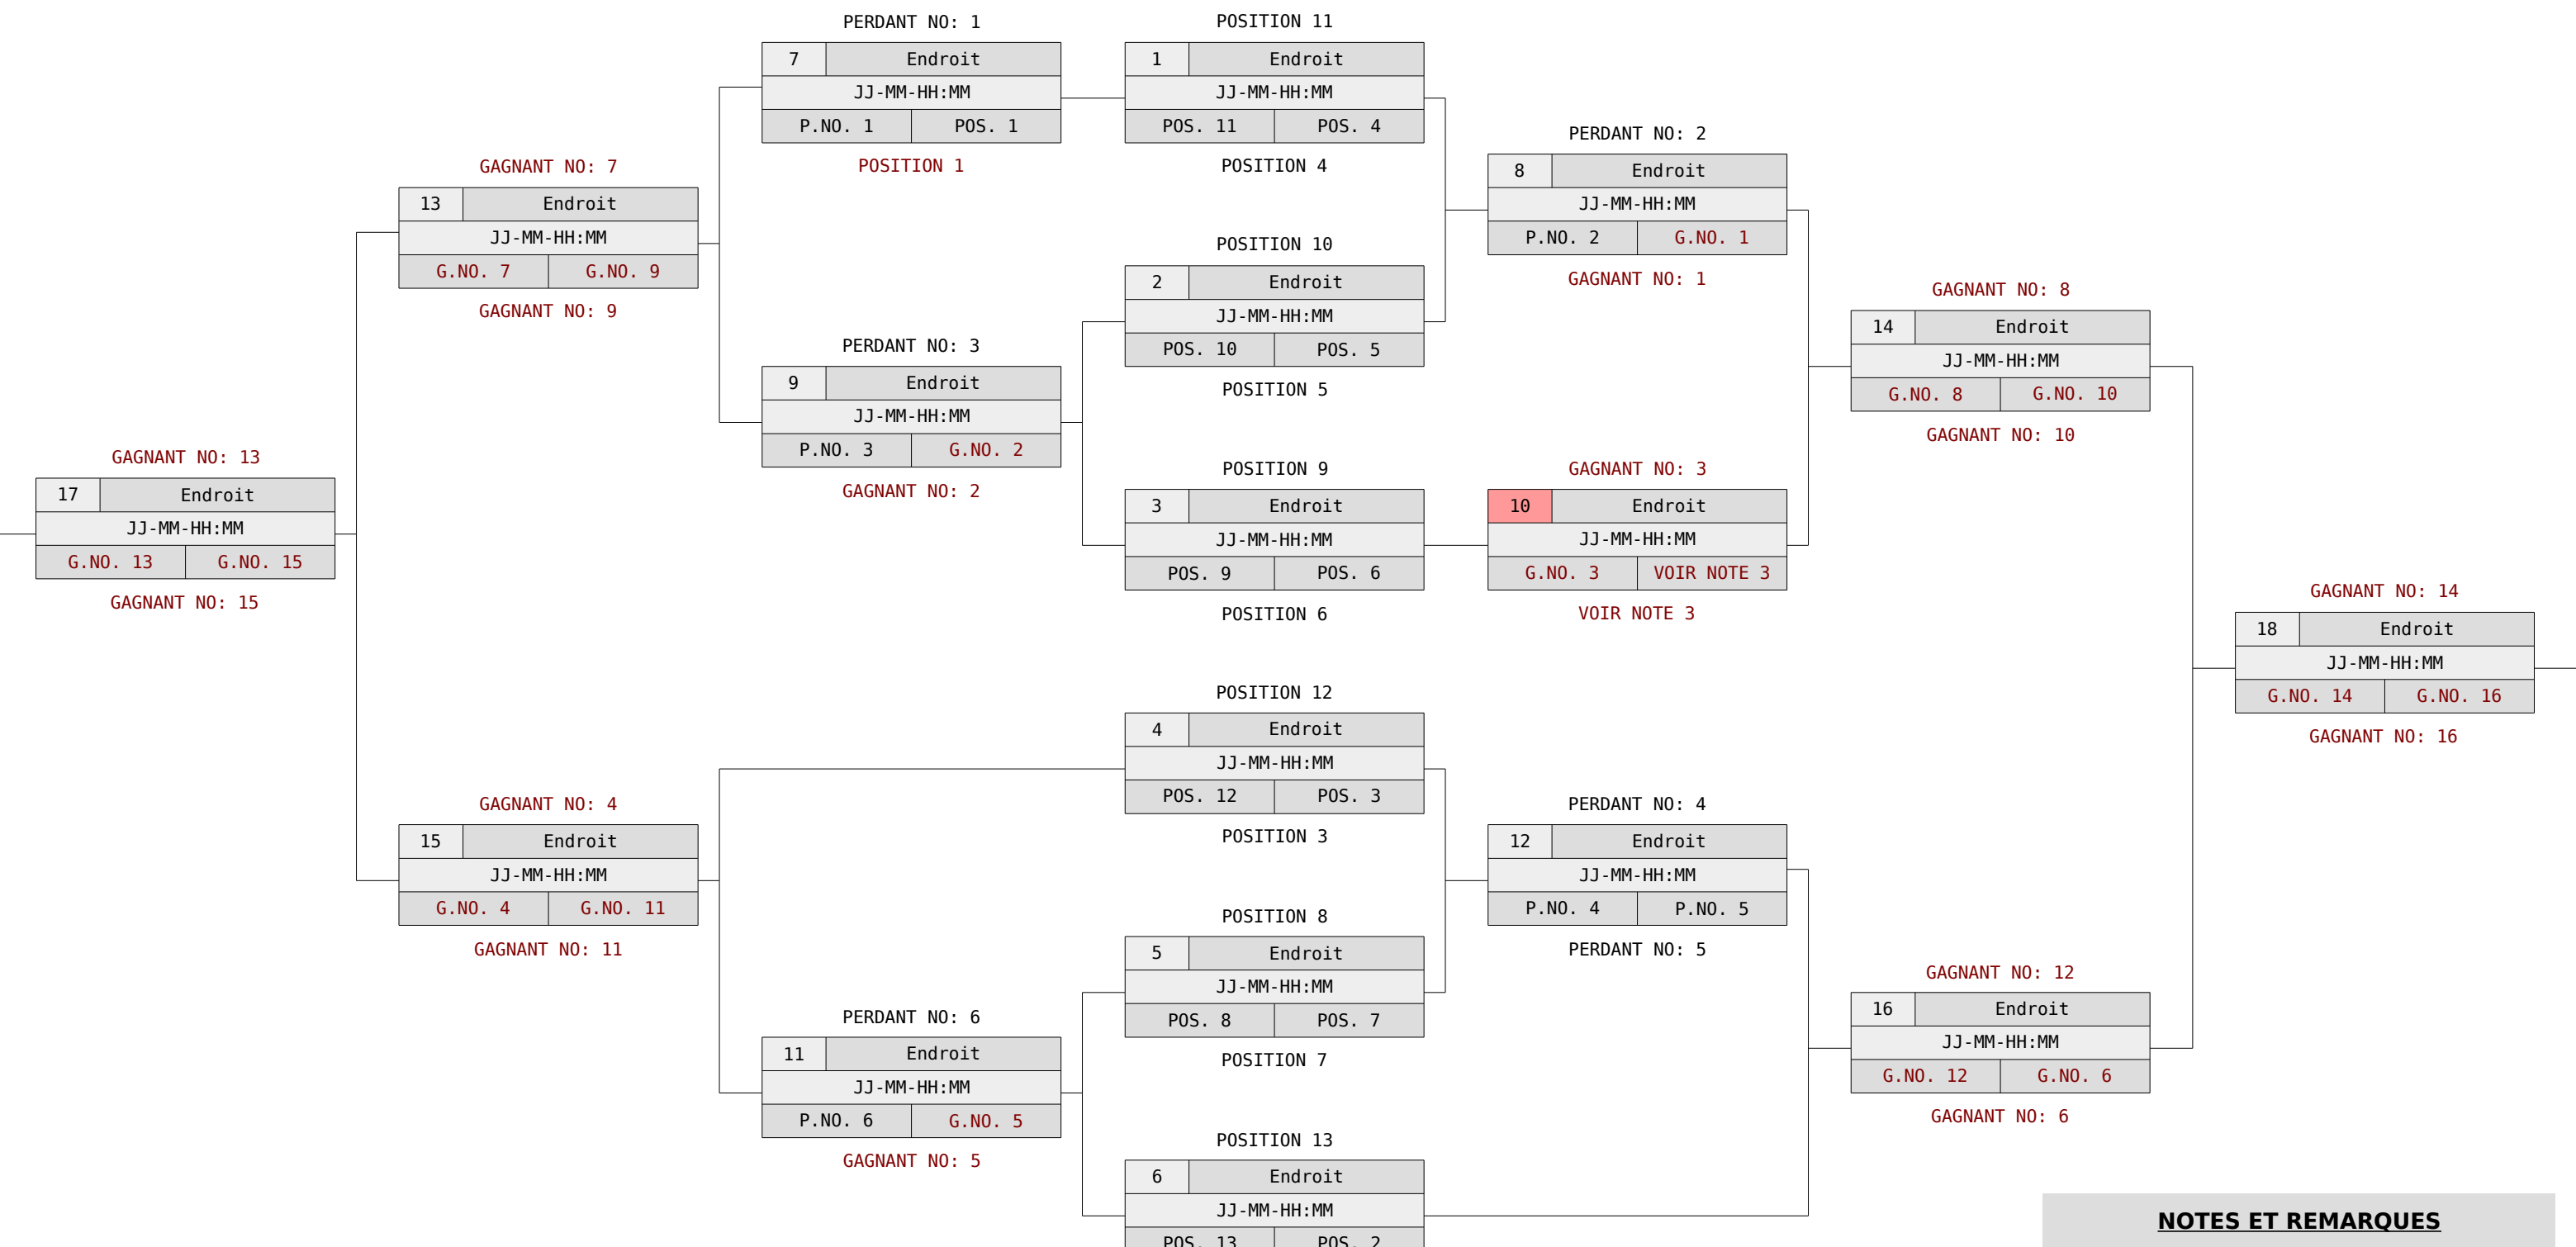 PERDANT NO: 1
7 Endroit
JJ-MM-HH:MM
P.NO. 1 POS. 1
POSITION 1
POSITION 11
1 Endroit
JJ-MM-HH:MM
POS. 11 POS. 4
POSITION 4
PERDANT NO: 2
8 Endroit
JJ-MM-HH:MM
P.NO. 2 G.NO. 1
GAGNANT NO: 1
GAGNANT NO: 7
13 Endroit
JJ-MM-HH:MM
G.NO. 7 G.NO. 9
GAGNANT NO: 9
POSITION 10
2 Endroit
JJ-MM-HH:MM
POS. 10 POS. 5
POSITION 5
GAGNANT NO: 8
14 Endroit
JJ-MM-HH:MM
G.NO. 8 G.NO. 10
GAGNANT NO: 10
PERDANT NO: 3
9 Endroit
JJ-MM-HH:MM
P.NO. 3 G.NO. 2
GAGNANT NO: 2
GAGNANT NO: 13
17 Endroit
JJ-MM-HH:MM
G.NO. 13 G.NO. 15
GAGNANT NO: 15
POSITION 9
3 Endroit
JJ-MM-HH:MM
POS. 9 POS. 6
POSITION 6
GAGNANT NO: 3
10 Endroit
JJ-MM-HH:MM
G.NO. 3 VOIR NOTE 3
VOIR NOTE 3
GAGNANT NO: 14
18 Endroit
JJ-MM-HH:MM
G.NO. 14 G.NO. 16
GAGNANT NO: 16
POSITION 12
4 Endroit
JJ-MM-HH:MM
POS. 12 POS. 3
POSITION 3
GAGNANT NO: 4
15 Endroit
JJ-MM-HH:MM
G.NO. 4 G.NO. 11
GAGNANT NO: 11
PERDANT NO: 4
12 Endroit
JJ-MM-HH:MM
P.NO. 4 P.NO. 5
PERDANT NO: 5
POSITION 8
5 Endroit
JJ-MM-HH:MM
POS. 8 POS. 7
POSITION 7
GAGNANT NO: 12
16 Endroit
JJ-MM-HH:MM
G.NO. 12 G.NO. 6
GAGNANT NO: 6
PERDANT NO: 6
11 Endroit
JJ-MM-HH:MM
P.NO. 6 G.NO. 5
GAGNANT NO: 5
POSITION 13
6 Endroit
JJ-MM-HH:MM
POS. 13 POS. 2
NOTES ET REMARQUES